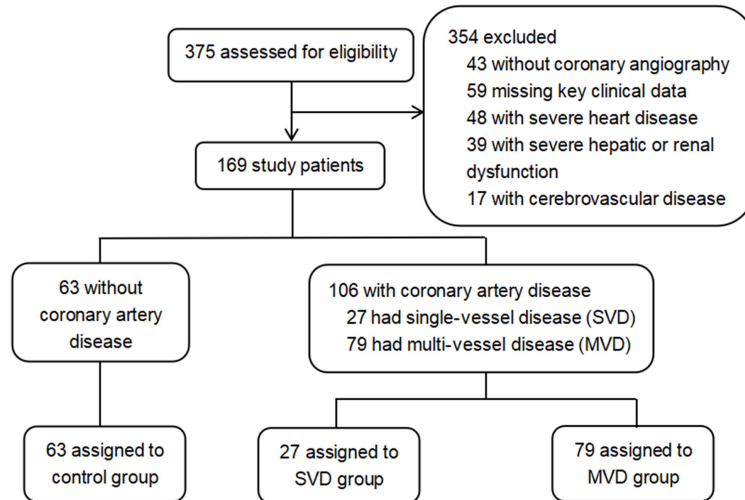 375 assessed for eligibility
354 excluded
43 without coronary angiography
59 missing key clinical data
48 with severe heart disease
39 with severe hepatic or renal
dysfunction
17 with cerebrovascular disease
169 study patients
63 without
coronary artery
disease
106 with coronary artery disease
27 had single-vessel disease (SVD)
79 had multi-vessel disease (MVD)
63 assigned to
control group
27 assigned to
SVD group
79 assigned to
MVD group